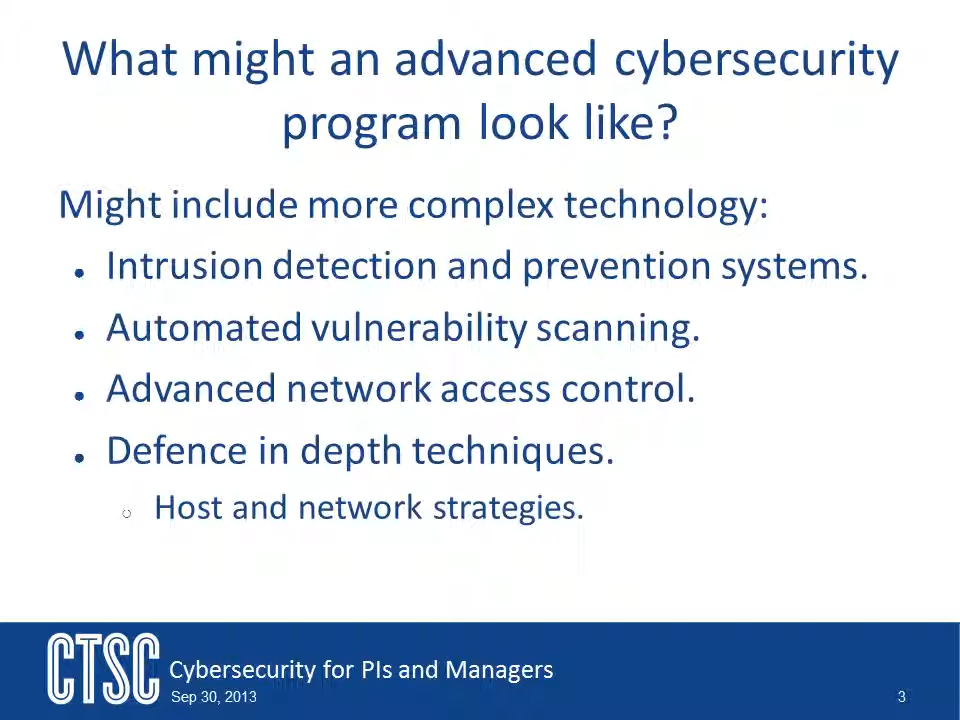 What might an advanced cybersecurity
program look like?
Might include more complex technology:
● Intrusion detection and prevention systems.
● Automated vulnerability scanning.
● Advanced network access control.
● Defence in depth techniques.
○ Host and network strategies.
CTSC
Cybersecurity for PIs and Managers
Sep 30, 2013
3